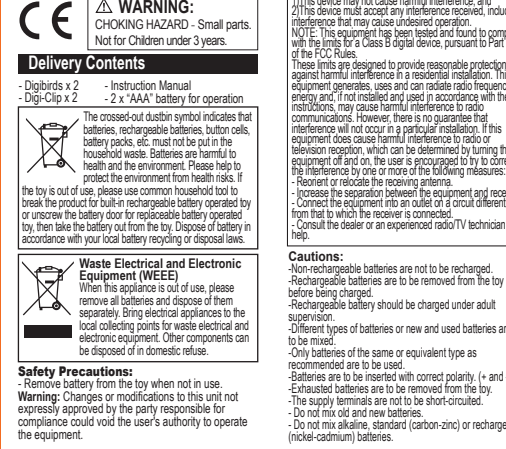 CE
⚠ WARNING:
CHOKING HAZARD - Small parts.
Not for Children under 3 years.
Delivery Contents
- Digibirds x 2
- Instruction Manual
- Digi-Clip x 2
- 2 x "AAA" battery for operation
The crossed-out dustbin symbol indicates that
batteries, rechargeable batteries, button cells,
battery packs, etc. must not be put in the
household waste. Batteries are harmful to
health and the environment. Please help to
protect the environment from health risks. If
the toy is out of use, please use common household tool to
break the product for built-in rechargeable battery operated toy
or unscrew the battery door for replaceable battery operated
toy, then take the battery out from the toy. Dispose of battery in
accordance with your local battery recycling or disposal laws.
Waste Electrical and Electronic
Equipment (WEEE)
When this appliance is out of use, please
remove all batteries and dispose of them
separately. Bring electrical appliances to the
local collecting points for waste electrical and
electronic equipment. Other components can
be disposed of in domestic refuse.
Safety Precautions:
- Remove battery from the toy when not in use.
Warning: Changes or modifications to this unit not
expressly approved by the party responsible for
compliance could void the user's authority to operate
the equipment.
1)This device may not cause harmful interference, and
2)This device must accept any interference received, inclu
interference that may cause undesired operation.
NOTE: This equipment has been tested and found to comp
with the limits for a Class B digital device, pursuant to Part
of the FCC Rules.
These limits are designed to provide reasonable protection
against harmful interference in a residential installation. This
equipment generates, uses and can radiate radio frequenc
energy and, if not installed and used in accordance with the
instructions, may cause harmful interference to radio
communications. However, there is no guarantee that
interference will not occur in a particular installation. If this
equipment does cause harmful interference to radio or
television reception, which can be determined by turning th
equipment off and on, the user is encouraged to try to corre
the interference by one or more of the following measures:
- Reorient or relocate the receiving antenna.
- Increase the separation between the equipment and rece
- Connect the equipment into an outlet on a circuit different
from that to which the receiver is connected.
- Consult the dealer or an experienced radio/TV technician
help.
Cautions:
-Non-rechargeable batteries are not to be recharged.
-Rechargeable batteries are to be removed from the toy
before being charged.
-Rechargeable battery should be charged under adult
supervision.
-Different types of batteries or new and used batteries ar
to be mixed.
-Only batteries of the same or equivalent type as
recommended are to be used.
-Batteries are to be inserted with correct polarity. (+ and
-Exhausted batteries are to be removed from the toy.
-The supply terminals are not to be short-circuited.
- Do not mix old and new batteries.
- Do not mix alkaline, standard (carbon-zinc) or recharge
(nickel-cadmium) batteries.